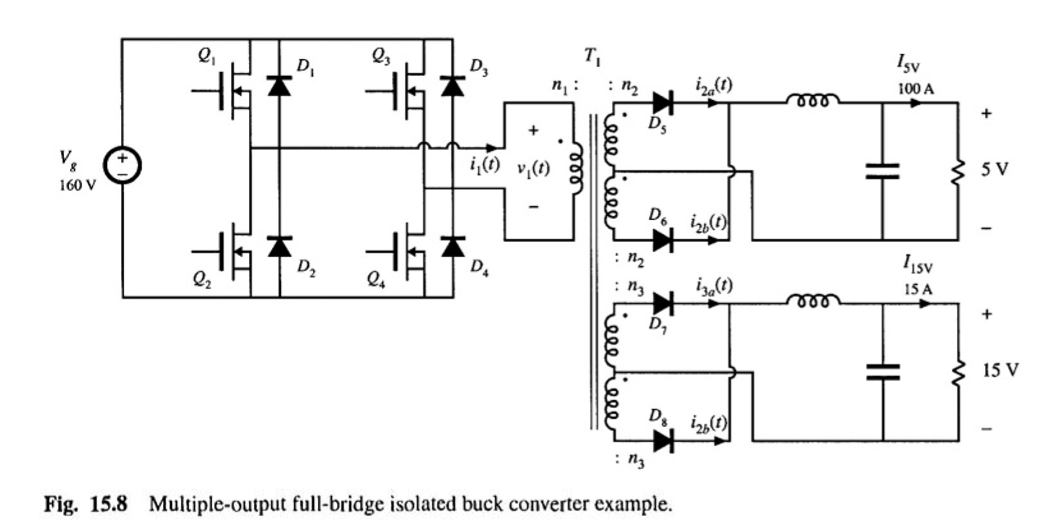 Q₁
D₁
Q₃
D₃
T₁
n₁ :
: n₂
i₂ₐ(t)
D₅
I₅V
100 A
+
5 V
–
V_g
160 V
+
–
i₁(t)
+
v₁(t)
–
D₆
i₂b(t)
: n₂
Q₂
D₂
Q₄
D₄
: n₃
i₃ₐ(t)
D₇
I₁₅V
15 A
+
15 V
–
D₈
i₂b(t)
: n₃
Fig. 15.8 Multiple-output full-bridge isolated buck converter example.